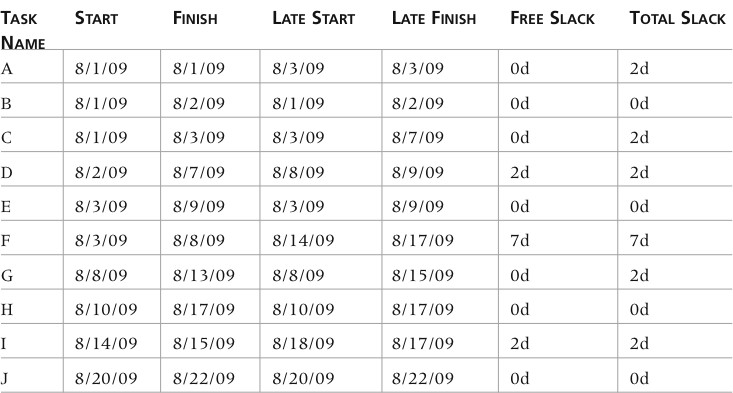 TASK NAME START FINISH LATE START LATE FINISH FREE SLACK TOTAL SLACK
A 8/1/09 8/1/09 8/3/09 8/3/09 0d 2d
B 8/1/09 8/2/09 8/1/09 8/2/09 0d 0d
C 8/1/09 8/3/09 8/3/09 8/7/09 0d 2d
D 8/2/09 8/7/09 8/8/09 8/9/09 2d 2d
E 8/3/09 8/9/09 8/3/09 8/9/09 0d 0d
F 8/3/09 8/8/09 8/14/09 8/17/09 7d 7d
G 8/8/09 8/13/09 8/8/09 8/15/09 0d 2d
H 8/10/09 8/17/09 8/10/09 8/17/09 0d 0d
I 8/14/09 8/15/09 8/18/09 8/17/09 2d 2d
J 8/20/09 8/22/09 8/20/09 8/22/09 0d 0d